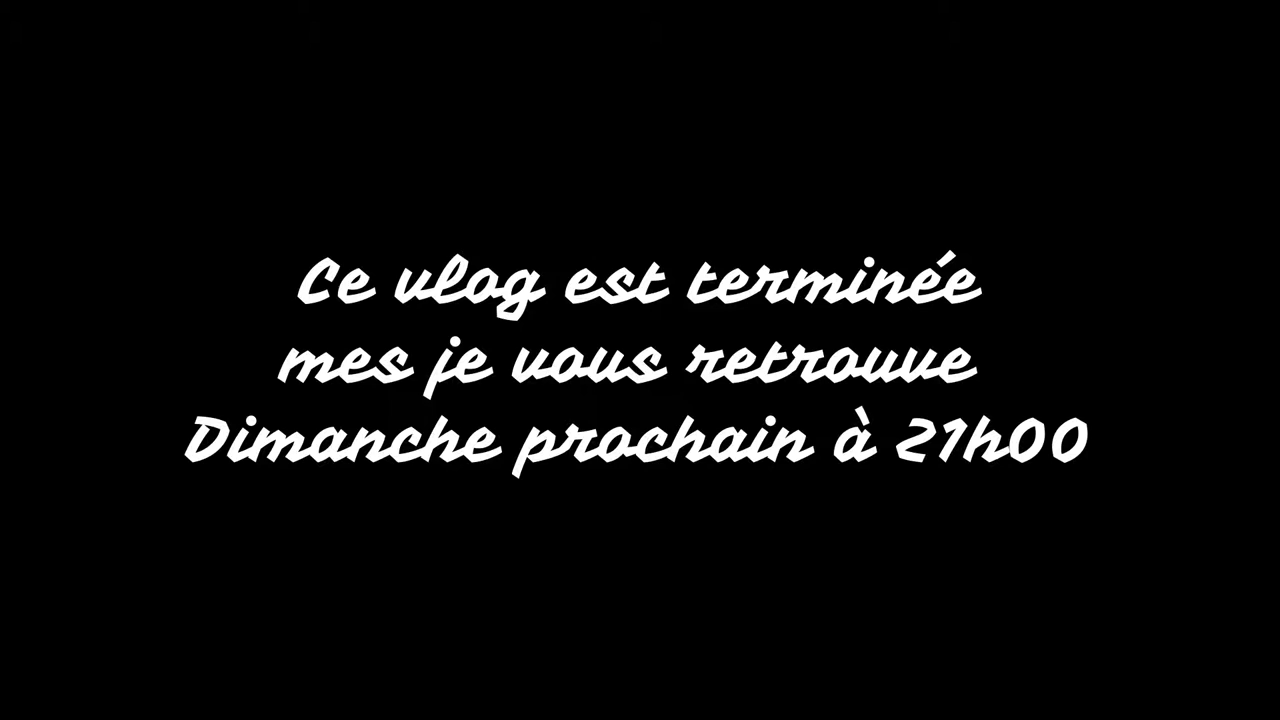 Ce vlog est terminée
mes je vous retrouve
Dimanche prochain à 21h00